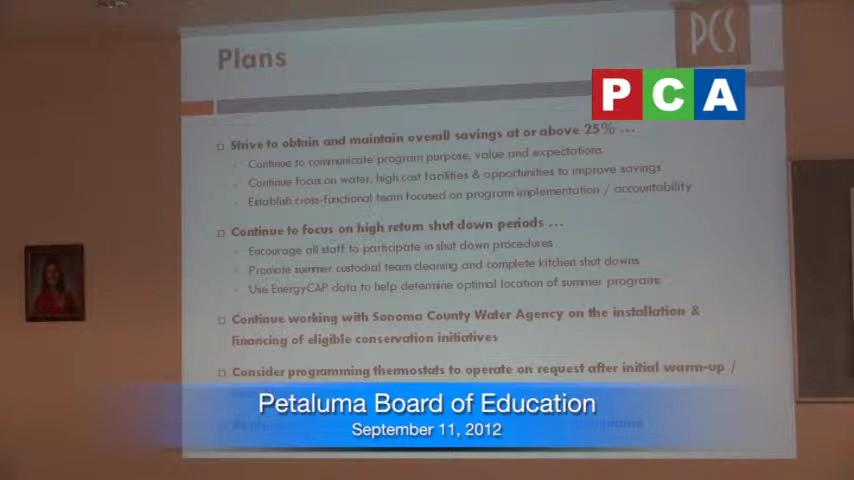 Plans
PCS
PCA
Strive to obtain and maintain overall savings at or above 25% ...
Continue to communicate program purpose, value and expectations
Continue focus on water, high cost facilities & opportunities to improve savings
Establish cross-functional team focused on program implementation / accountability
Continue to focus on high return shut down periods ...
Encourage all staff to participate in shut down procedures
Promote summer custodial team cleaning and complete kitchen shut downs
Use EnergyCAP data to help determine optimal location of summer programs
Continue working with Sonoma County Water Agency on the installation &
financing of eligible conservation initiatives
Consider programming thermostats to operate on request after initial warm-up /
Petaluma Board of Education
September 11, 2012